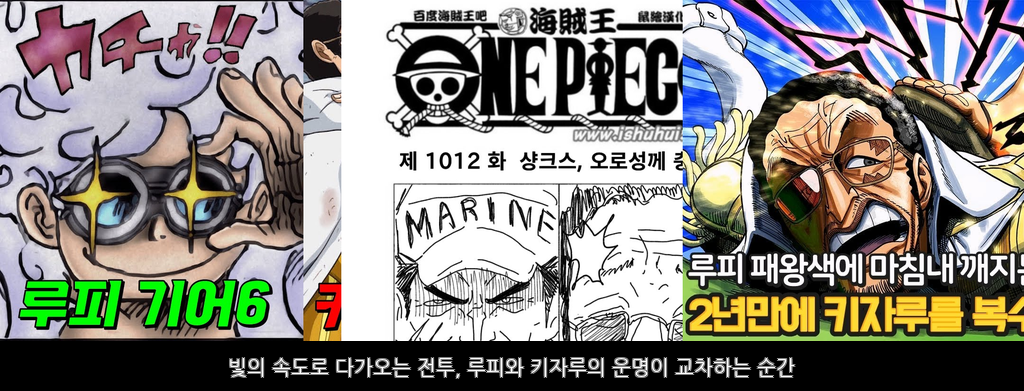 カチャ!!
루피 기어6
百度海贼王吧
海賊王
鼠繪漢化
ONE PIECE
www.ishuhui
제 1012 화 샹크스, 오로성께
MARINE
루피 패왕색에 마침내 깨지는
2년만에 키자루를 복수
빛의 속도로 다가오는 전투, 루피와 키자루의 운명이 교차하는 순간